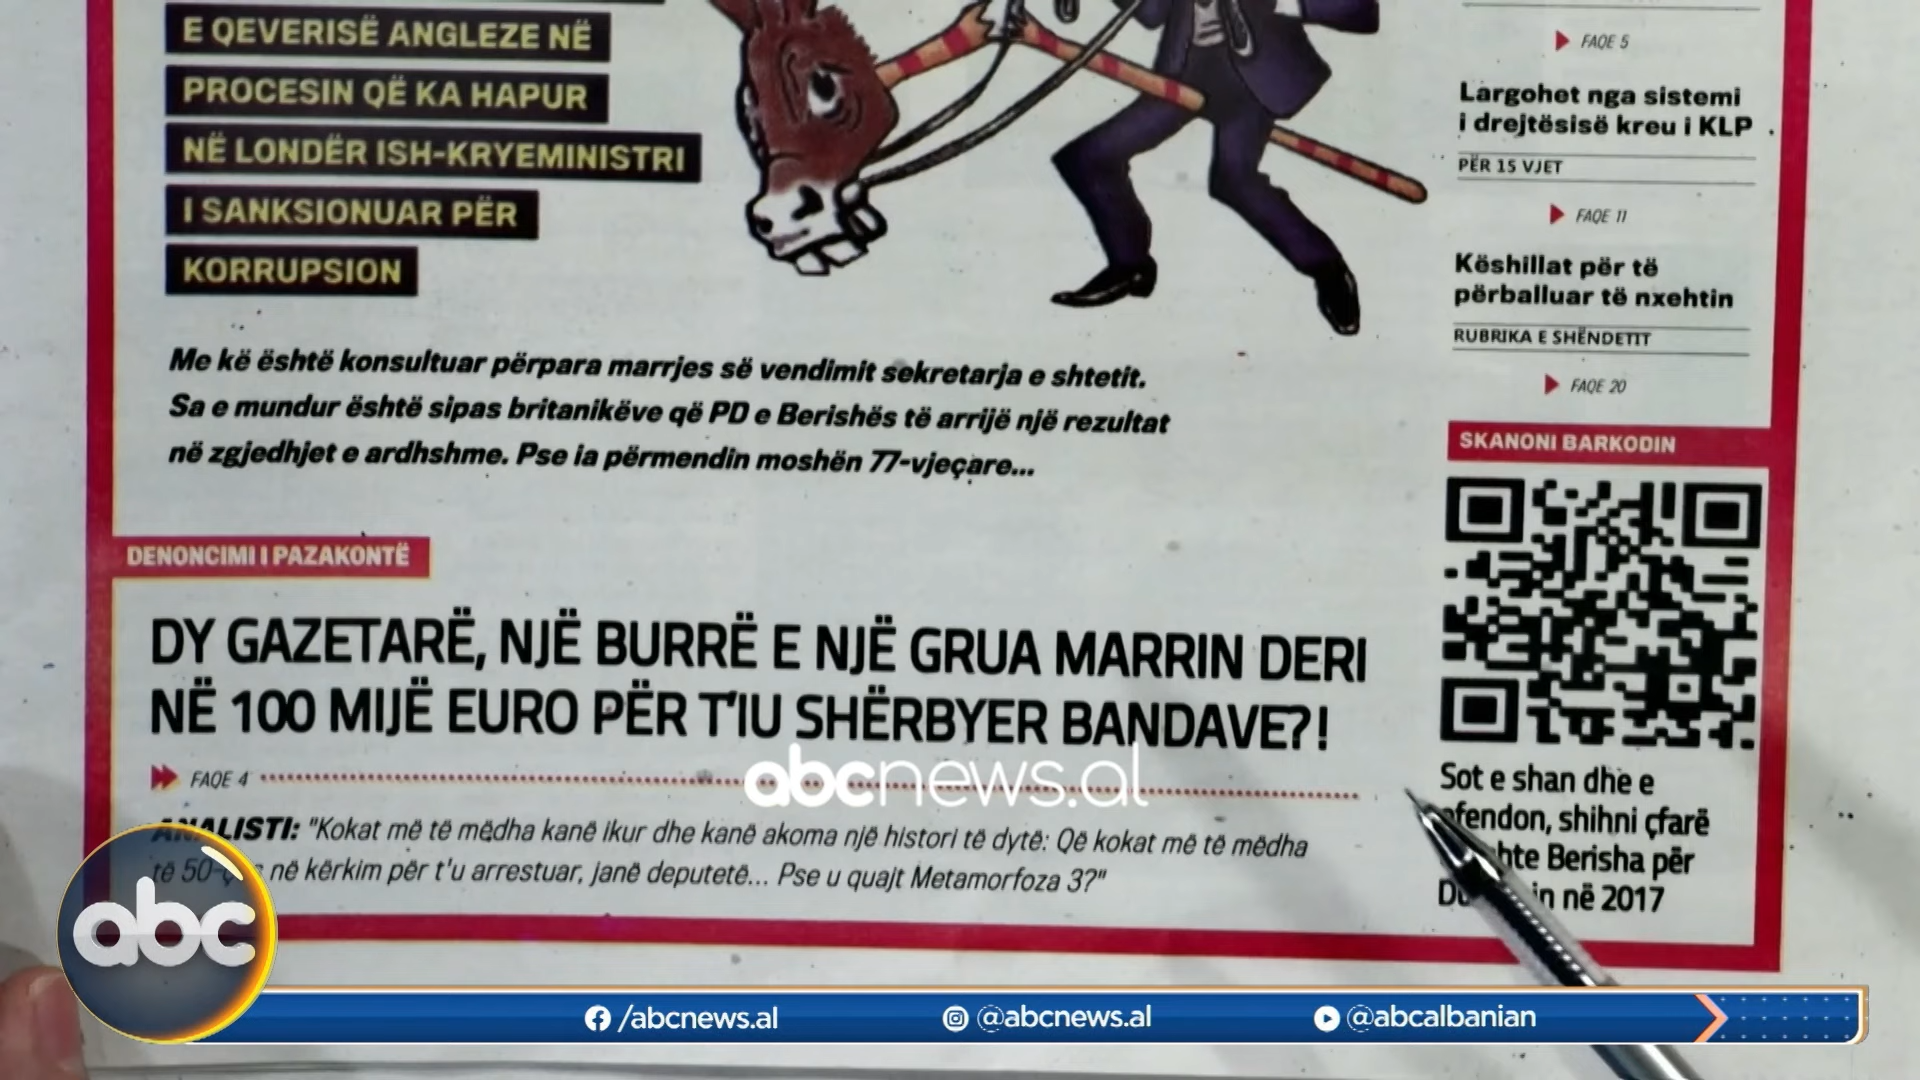 E QEVERISË ANGLEZE NË
PROCESIN QË KA HAPUR
NË LONDËR ISH-KRYEMINISTRI
I SANKSIONUAR PËR
KORRUPSION
Me kë është konsultuar përpara marrjes së vendimit sekretarja e shtetit.
Sa e mundur është sipas britanikëve që PD e Berishës të arrijë një rezultat
në zgjedhjet e ardhshme. Pse ia përmendin moshën 77-vjeçare...
FAQE 5
Largohet nga sistemi
i drejtësisë kreu i KLP
PËR 15 VJET
FAQE 11
Këshillat për të
përballuar të nxehtin
RUBRIKA E SHËNDETIT
FAQE 20
SKANONI BARKODIN
Sot e shan dhe e
ofendon, shihni çfarë
Berisha për
në 2017
DENONCIMI I PAZAKONTË
DY GAZETARË, NJË BURRË E NJË GRUA MARRIN DERI
NË 100 MIJË EURO PËR T'IU SHËRBYER BANDAVE?!
FAQE 4
abcnews.al
ANALISTI: "Kokat më të mëdha kanë ikur dhe kanë akoma një histori të dytë: Që kokat më të mëdha
në kërkim për t'u arrestuar, janë deputetë... Pse u quajt Metamorfoza 3?"
abc
/abcnews.al
@abcnews.al
@abcalbanian